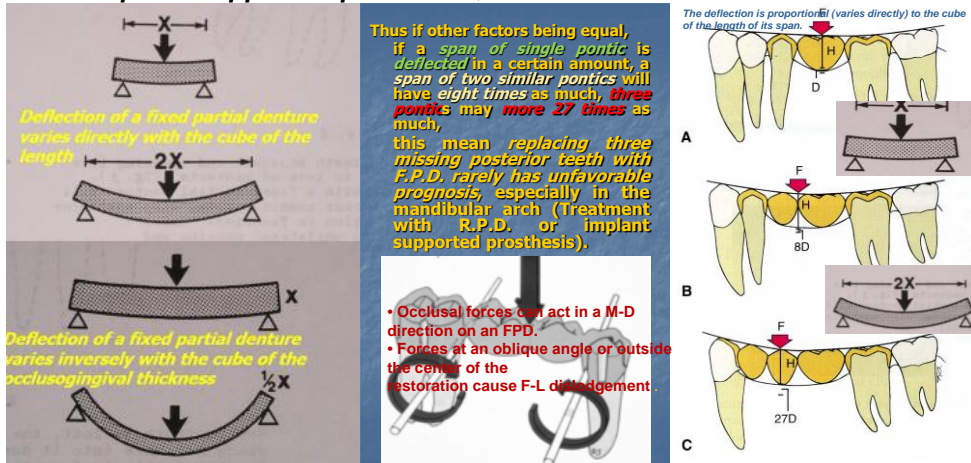 X
Deflection of a fixed partial denture
varies directly with the cube of the
length
2X
X
Deflection of a fixed partial denture
varies inversely with the cube of the
occlusogingival thickness
½X
Thus if other factors being equal,
if a span of single pontic is
deflected in a certain amount, a
span of two similar pontics will
have eight times as much, three
pontics may more 27 times as
much,
this mean replacing three
missing posterior teeth with
F.P.D. rarely has unfavorable
prognosis, especially in the
mandibular arch (Treatment
with R.P.D. or implant
supported prosthesis).
• Occlusal forces can act in a M-D
direction on an FPD.
• Forces at an oblique angle or outside
the center of the
restoration cause F-L dislodgement .
The deflection is proportional (varies directly) to the cube
of the length of its span.
F
H
D
A
X
F
H
8D
B
2X
F
H
27D
C